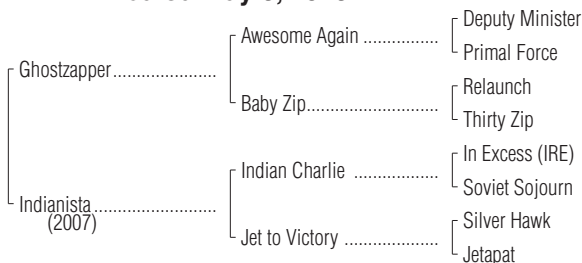 Deputy Minister
Awesome Again
Primal Force
Ghostzapper
Relaunch
Baby Zip
Thirty Zip
In Excess (IRE)
Indian Charlie
Soviet Sojourn
Indianista
(2007)
Silver Hawk
Jet to Victory
Jetapat